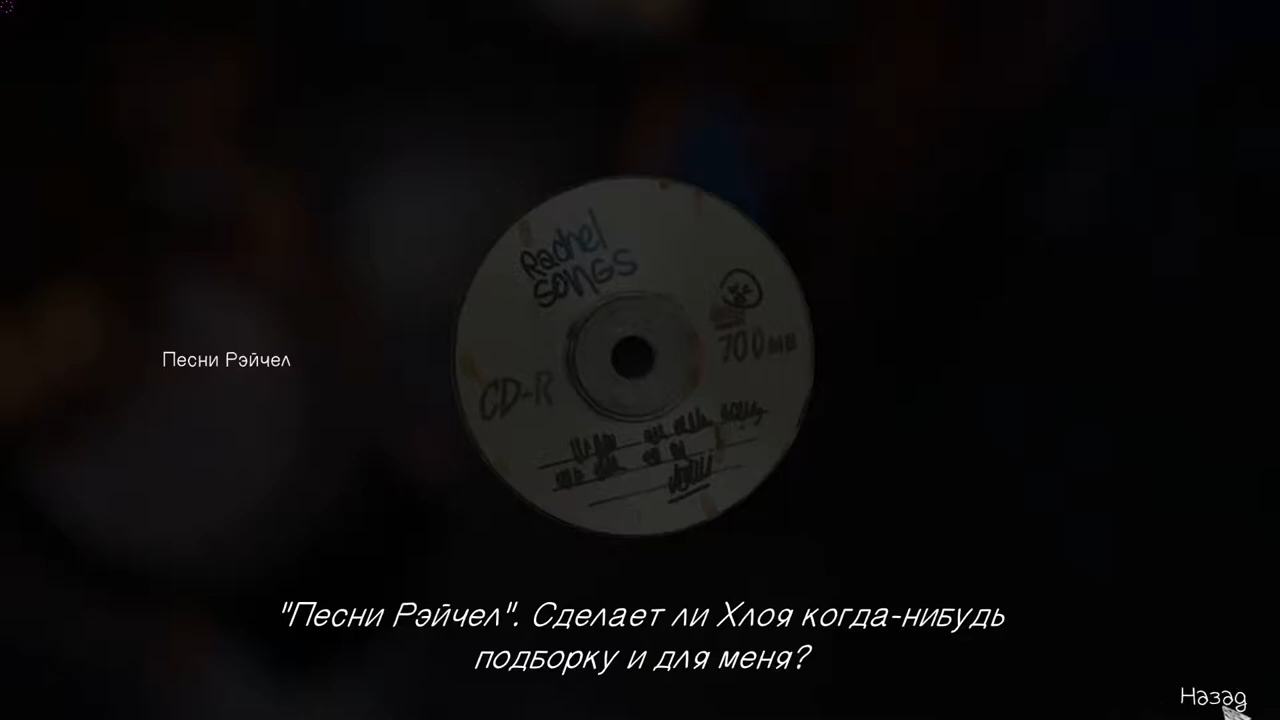 Rachel
SONGS
700MB
CD-R
Песни Рэйчел
"Песни Рэйчел". Сделает ли Хлоя когда-нибудь
подборку и для меня?
Назад